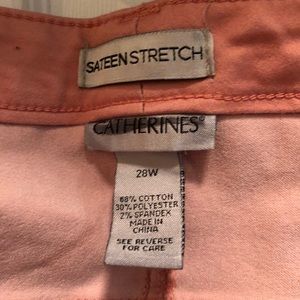 SATEEN STRETCH
CATHERINES®
28W
68% COTTON
30% POLYESTER
2% SPANDEX
MADE IN
CHINA
SEE REVERSE
FOR CARE